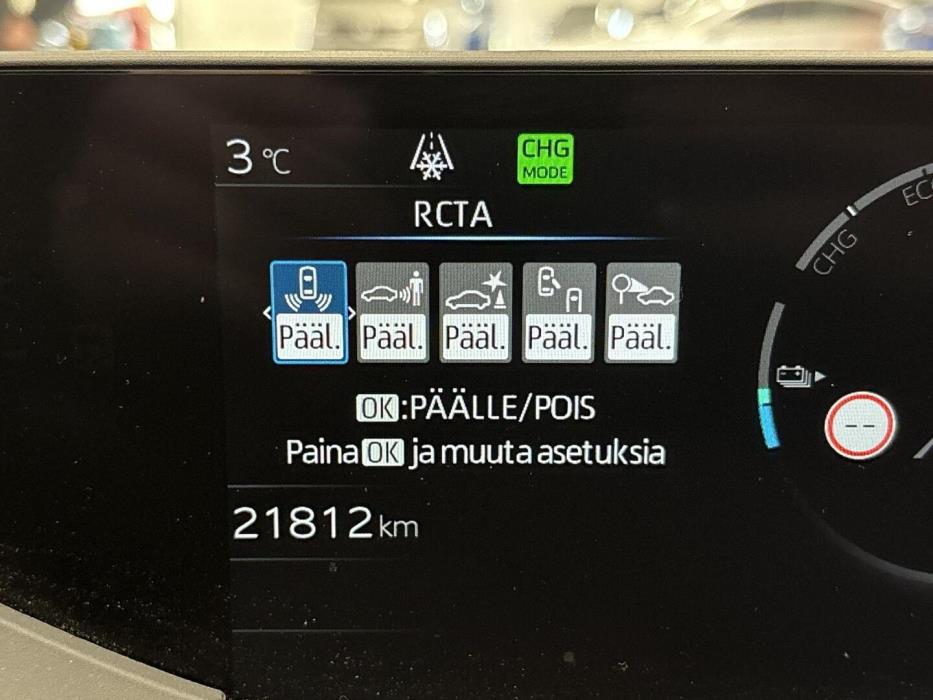 3 °C
CHG
MODE
RCTA
Pääl. Pääl. Pääl. Pääl. Pääl.
OK:PÄÄLLE/POIS
Paina OK ja muuta asetuksia
21812 km
CHG
--